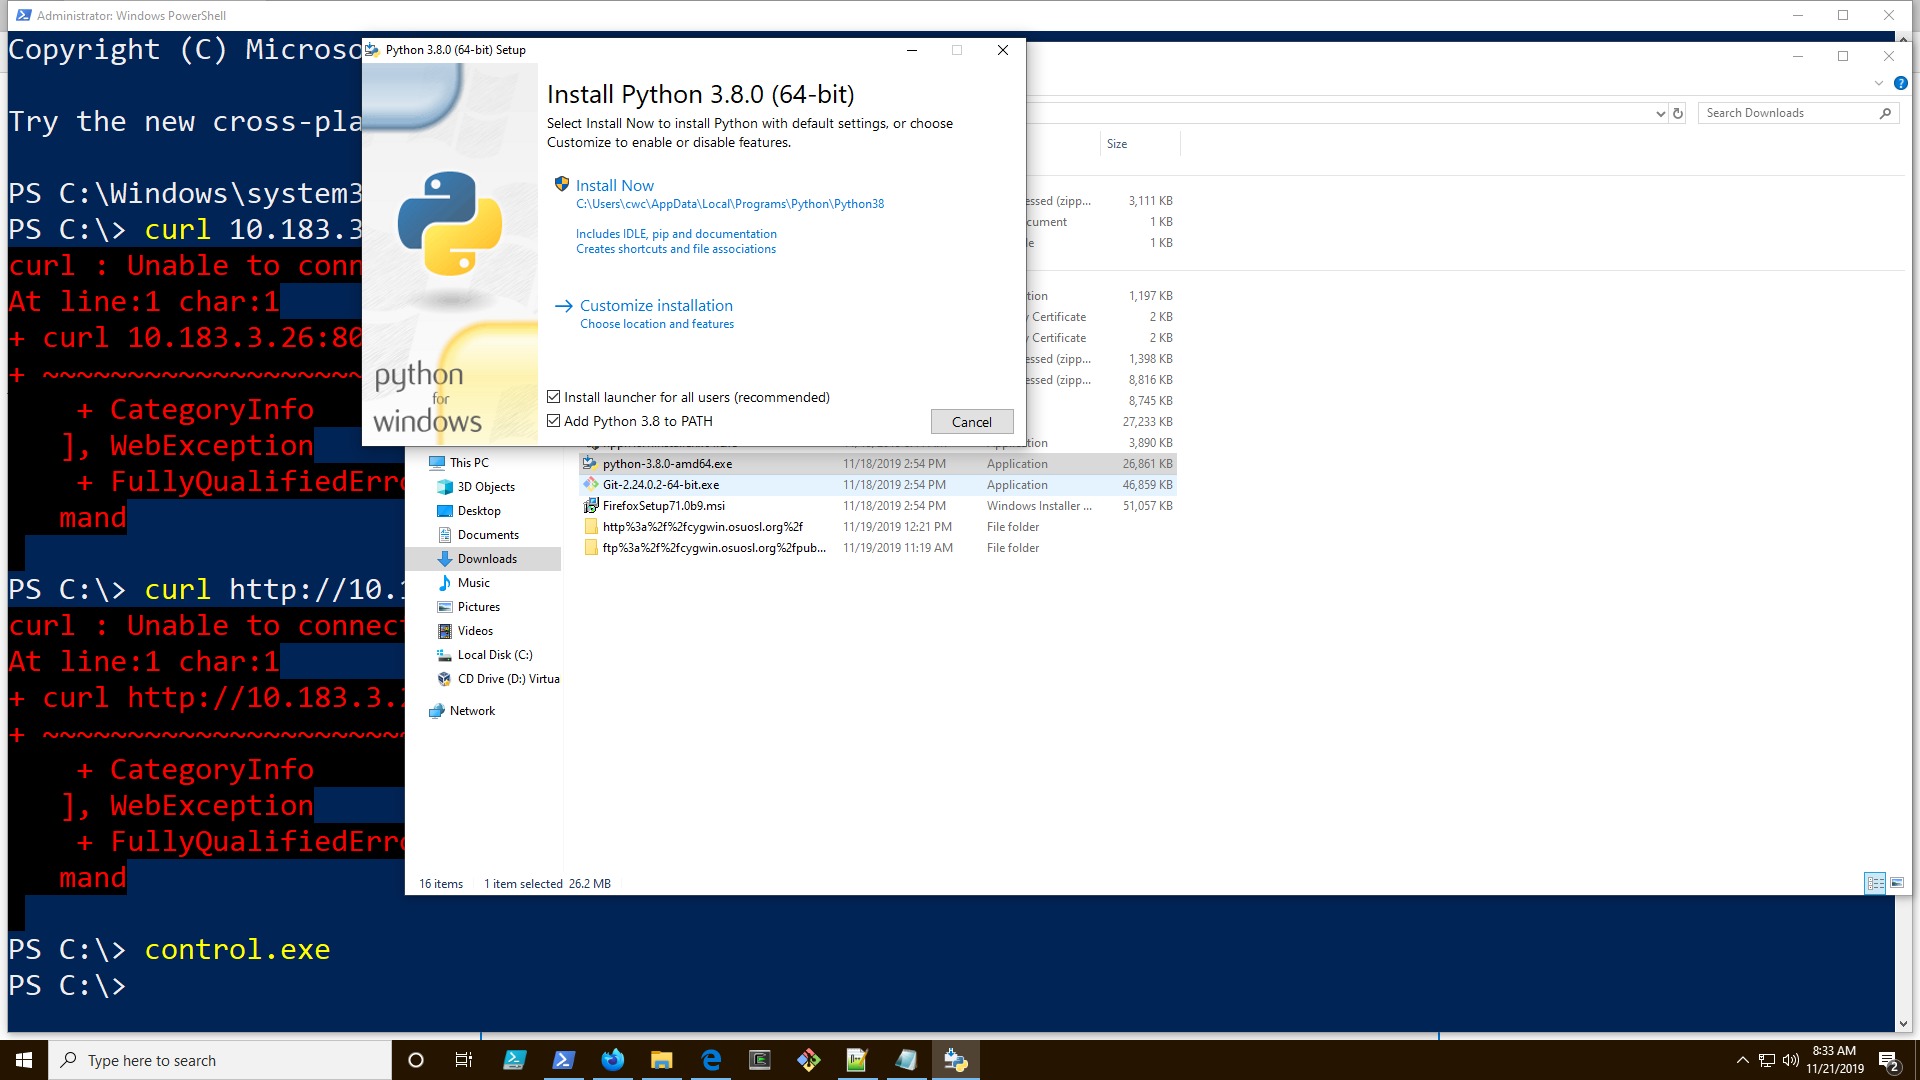 Administrator: Windows PowerShell
Copyright (C) Microso
Try the new cross-pla
PS C:\Windows\system3
PS C:\> curl 10.183.3
curl : Unable to conn
At line:1 char:1
+ curl 10.183.3.26:80
+ ~~~~~~~~~~~~~~~~~~~
+ CategoryInfo
], WebException
+ FullyQualifiedErro
mand
PS C:\> curl http://10.1
curl : Unable to connect
At line:1 char:1
+ curl http://10.183.3.2
+ ~~~~~~~~~~~~~~~~~~~~~~
+ CategoryInfo
], WebException
+ FullyQualifiedErro
mand
PS C:\> control.exe
PS C:\>
Python 3.8.0 (64-bit) Setup
Install Python 3.8.0 (64-bit)
Select Install Now to install Python with default settings, or choose
Customize to enable or disable features.
Install Now
C:\Users\cwc\AppData\Local\Programs\Python\Python38
Includes IDLE, pip and documentation
Creates shortcuts and file associations
Customize installation
Choose location and features
python
for
windows
Install launcher for all users (recommended)
Add Python 3.8 to PATH
Cancel
Search Downloads
Size
essed (zipp... 3,111 KB
cument 1 KB
le 1 KB
tion 1,197 KB
y Certificate 2 KB
y Certificate 2 KB
essed (zipp... 1,398 KB
essed (zipp... 8,816 KB
8,745 KB
27,233 KB
tion 3,890 KB
python-3.8.0-amd64.exe 11/18/2019 2:54 PM Application 26,861 KB
Git-2.24.0.2-64-bit.exe 11/18/2019 2:54 PM Application 46,859 KB
FirefoxSetup71.0b9.msi 11/18/2019 2:54 PM Windows Installer ... 51,057 KB
http%3a%2f%2fcygwin.osuosl.org%2f 11/19/2019 12:21 PM File folder
ftp%3a%2f%2fcygwin.osuosl.org%2fpub... 11/19/2019 11:19 AM File folder
This PC
3D Objects
Desktop
Documents
Downloads
Music
Pictures
Videos
Local Disk (C:)
CD Drive (D:) Virtua
Network
16 items 1 item selected 26.2 MB
Type here to search
8:33 AM
11/21/2019
2